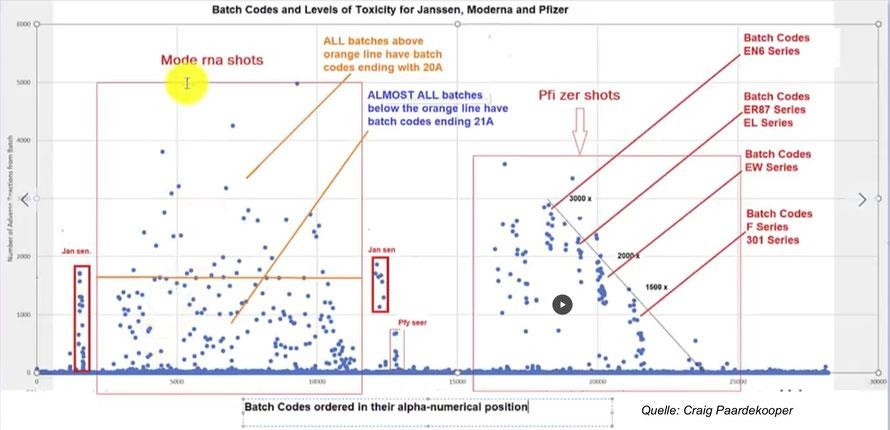 Batch Codes and Levels of Toxicity for Janssen, Moderna and Pfizer
6000
Mode rna shots
ALL batches above
orange line have batch
codes ending with 20A
ALMOST ALL batches
below the orange line have
batch codes ending 21A
Pfi zer shots
Batch Codes
EN6 Series
Batch Codes
ER87 Series
EL Series
Batch Codes
EW Series
Batch Codes
F Series
301 Series
5000
4000
3000 x
2000 x
1500 x
Jan sen.
Jan sen
Pfy seer
2000
1000
0
Number of Adverse Reactions from Batch
0
5000
10000
15000
20000
25000
30000
Batch Codes ordered in their alpha-numerical position
Quelle: Craig Paardekooper